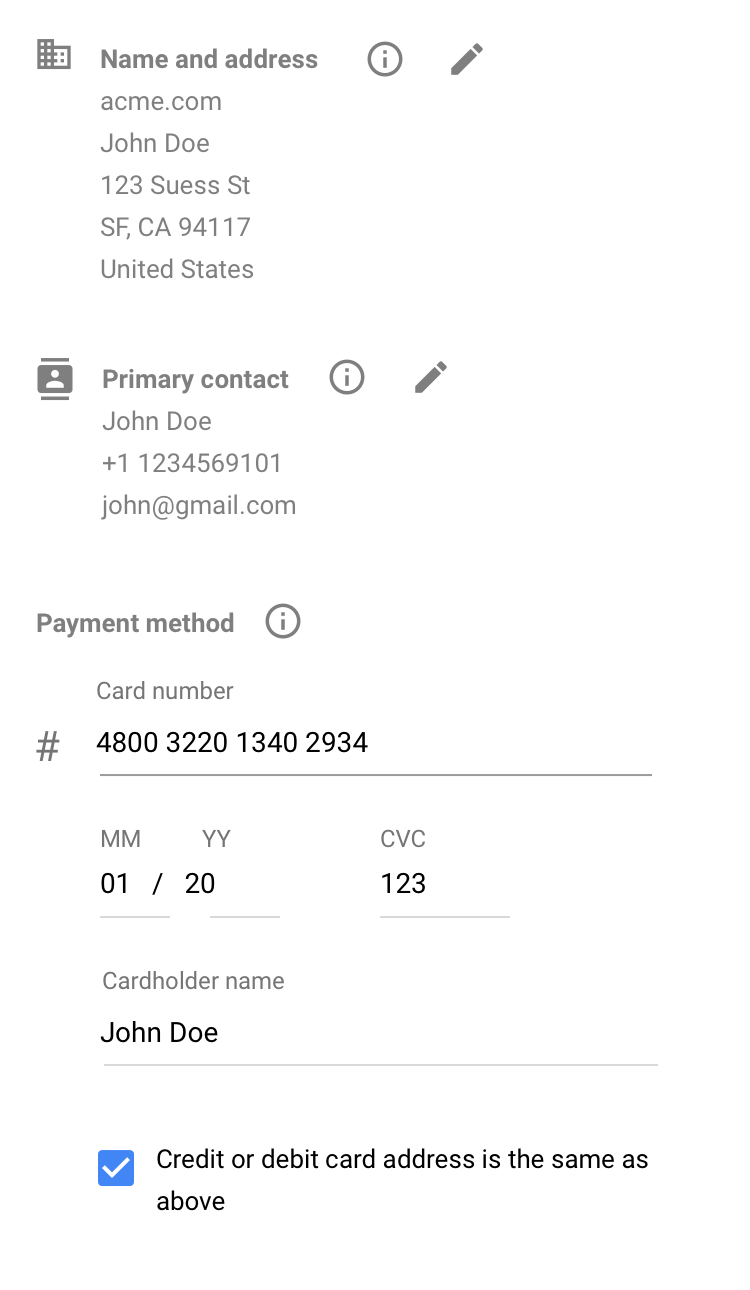 Name and address
acme.com
John Doe
123 Suess St
SF, CA 94117
United States
Primary contact
John Doe
+1 1234569101
john@gmail.com
Payment method
Card number
# 4800 3220 1340 2934
MM YY CVC
01 / 20 123
Cardholder name
John Doe
Credit or debit card address is the same as
above